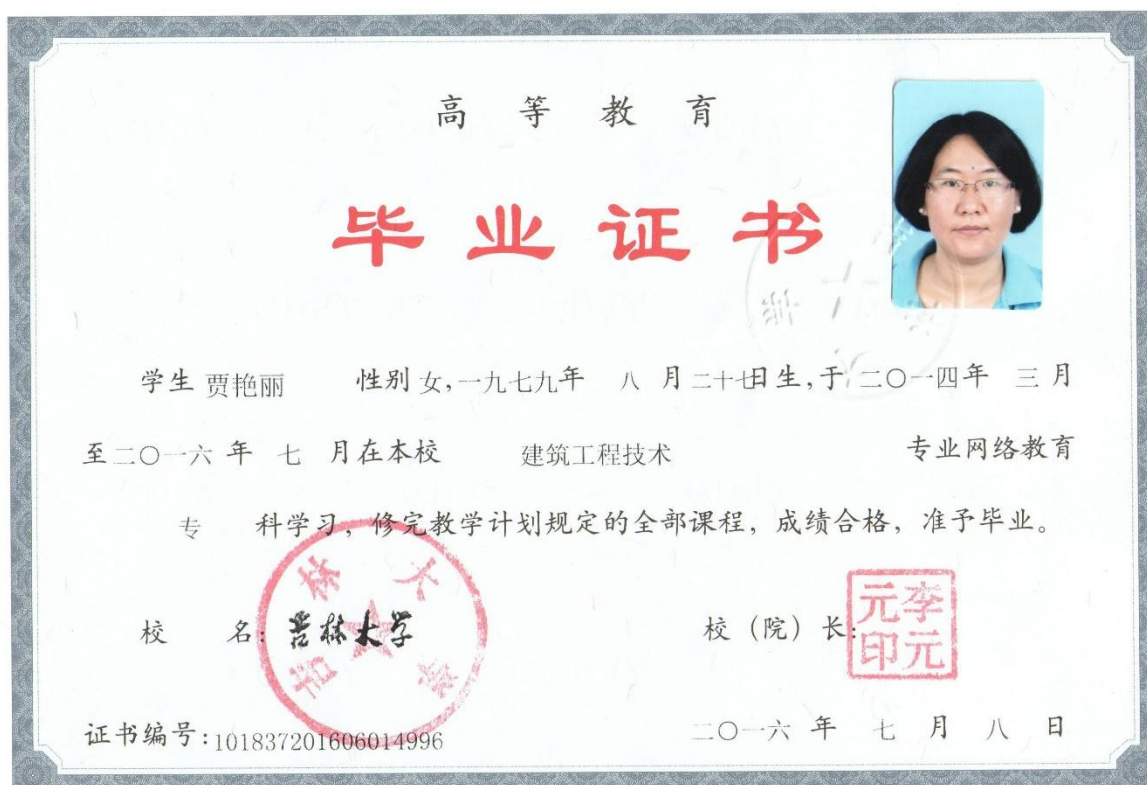 高等教育
毕业证书
学生 贾艳丽 性别 女,一九七九年 八 月二十七日生,于 二〇一四年 三 月
至二〇一六 年 七 月在本校 建筑工程技术 专业网络教育
专 科学习，修完教学计划规定的全部课程，成绩合格，准予毕业。
校 名: 吉林大学 校（院）长:
吉林大学
李元元印
证书编号:101837201606014996 二〇一六 年 七 月 八 日